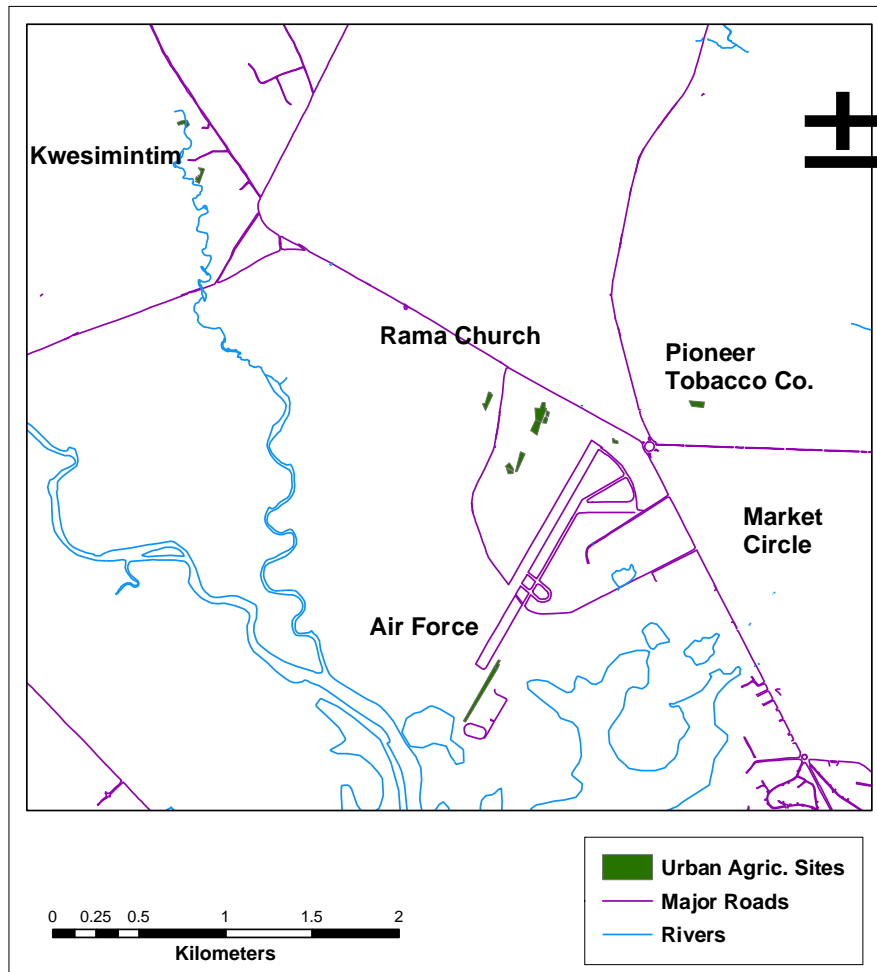 Kwesimintim
Rama Church
Pioneer
Tobacco Co.
Market
Circle
Air Force
Urban Agric. Sites
Major Roads
Rivers
0 0.25 0.5 1 1.5 2
Kilometers